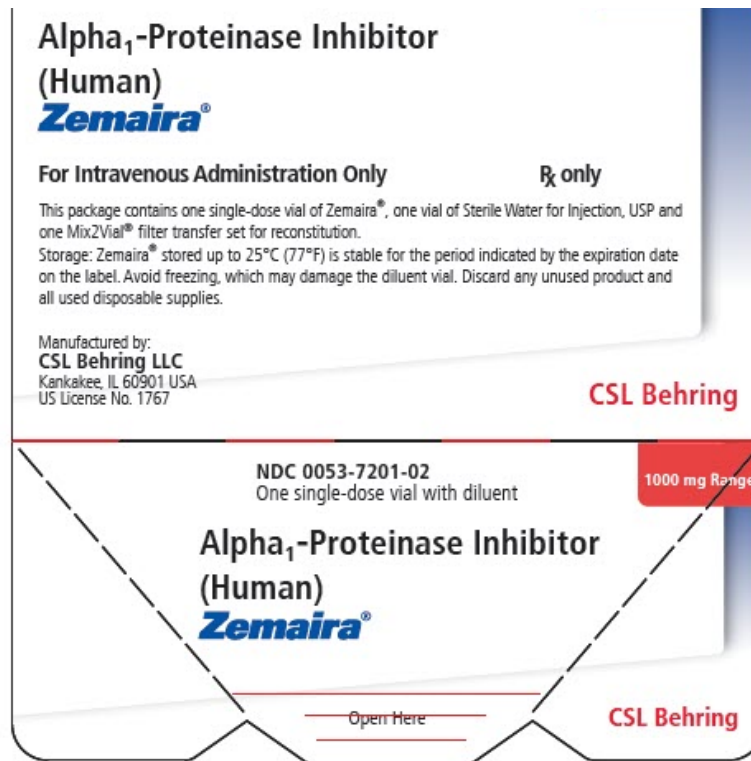 Alpha₁-Proteinase Inhibitor
(Human)
Zemaira®
For Intravenous Administration Only
℞ only
This package contains one single-dose vial of Zemaira®, one vial of Sterile Water for Injection, USP and
one Mix2Vial® filter transfer set for reconstitution.
Storage: Zemaira® stored up to 25°C (77°F) is stable for the period indicated by the expiration date
on the label. Avoid freezing, which may damage the diluent vial. Discard any unused product and
all used disposable supplies.
Manufactured by:
CSL Behring LLC
Kankakee, IL 60901 USA
US License No. 1767
CSL Behring
NDC 0053-7201-02
One single-dose vial with diluent
1000 mg Range
Alpha₁-Proteinase Inhibitor
(Human)
Zemaira®
Open Here
CSL Behring